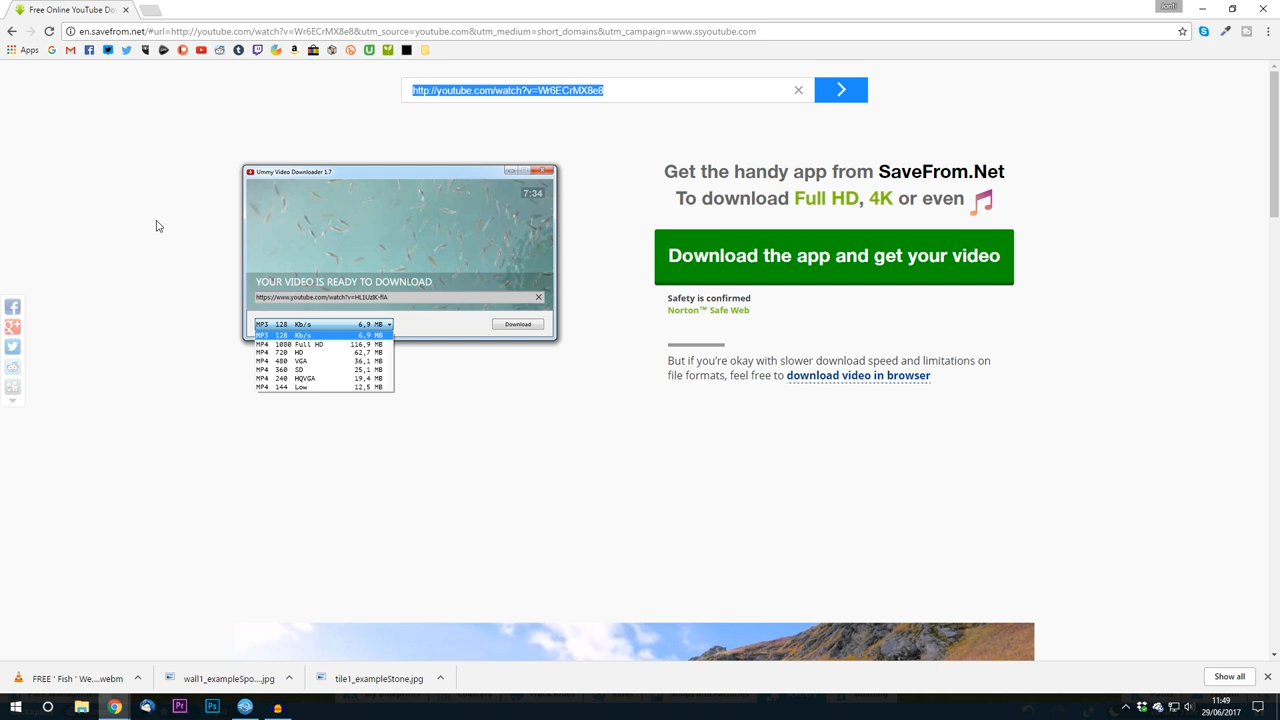 Free Online YouTube Do
en.savefrom.net/#url=http://youtube.com/watch?v=Wr6ECrMX8e8&utm_source=youtube.com&utm_medium=short_domains&utm_campaign=www.ssyoutube.com
Apps
http://youtube.com/watch?v=Wr6ECrMX8e8
Ummy Video Downloader 1.7
7:34
YOUR VIDEO IS READY TO DOWNLOAD
https://www.youtube.com/watch?v=HL1UzIK-flA
MP3 128 Kb/s 6,9 MB
Download
MP3 128 Kb/s 6,9 MB
MP4 1080 Full HD 116,9 MB
MP4 720 HD 62,7 MB
MP4 480 VGA 36,1 MB
MP4 360 SD 25,1 MB
MP4 240 HQVGA 19,4 MB
MP4 144 Low 12,5 MB
Get the handy app from SaveFrom.Net
To download Full HD, 4K or even
Download the app and get your video
Safety is confirmed
Norton™ Safe Web
But if you're okay with slower download speed and limitations on
file formats, feel free to download video in browser
FREE ' Fish ' We....webm
wall1_exampleSpo....jpg
tile1_exampleStone.jpg
Show all
11:49
29/06/2017